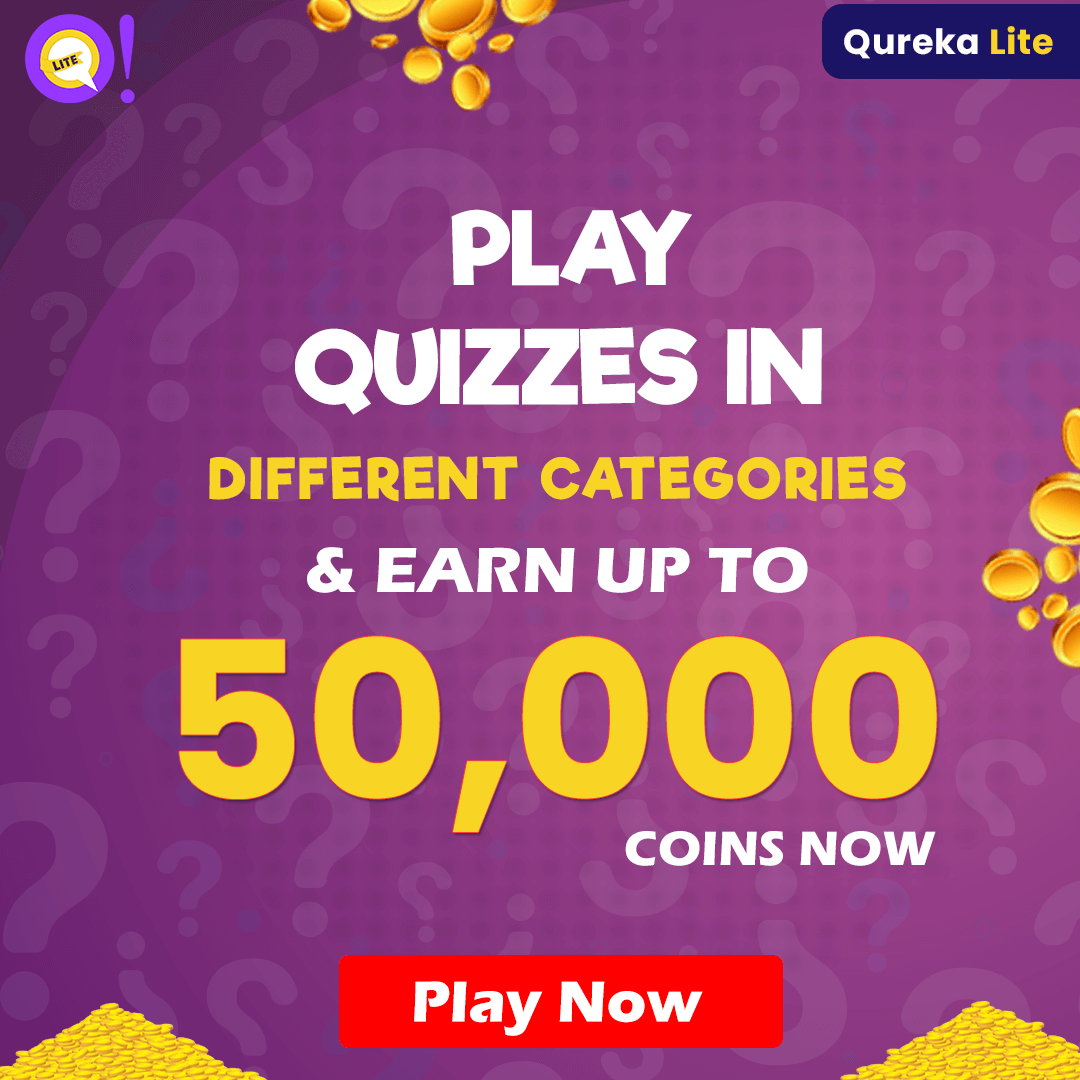 LITE
Qureka Lite
PLAY
QUIZZES IN
DIFFERENT CATEGORIES
& EARN UP TO
50,000
COINS NOW
Play Now